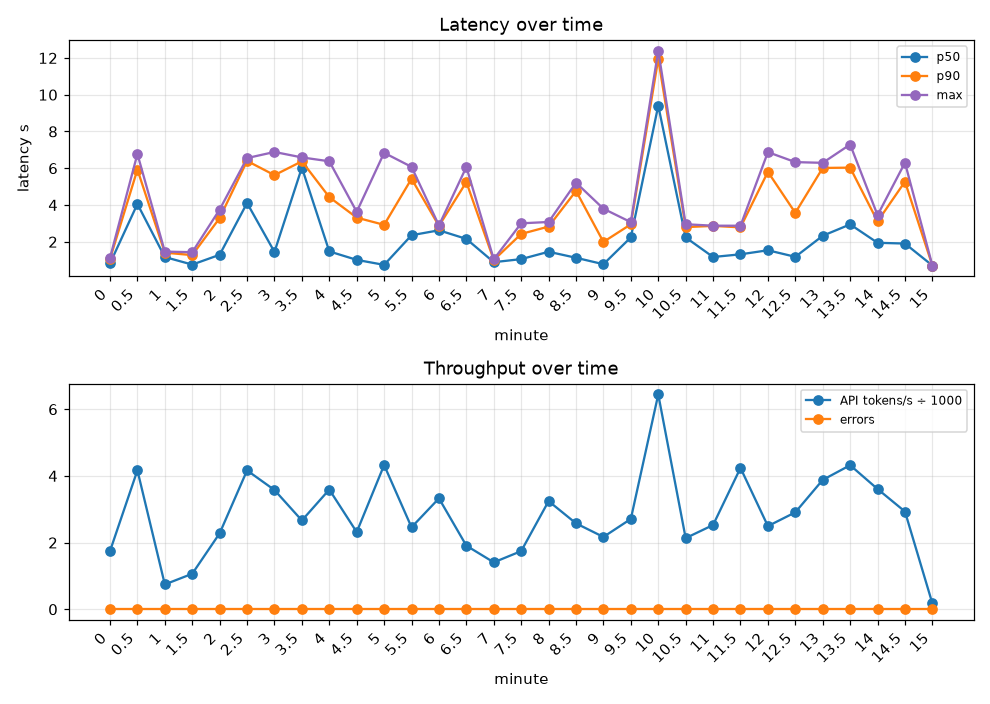 Latency over time
latency s
12
10
8
6
4
2
p50
p90
max
0 0.5 1 1.5 2 2.5 3 3.5 4 4.5 5 5.5 6 6.5 7 7.5 8 8.5 9 9.5 10 10.5 11 11.5 12 12.5 13 13.5 14 14.5 15
minute
Throughput over time
6
4
2
0
API tokens/s ÷ 1000
errors
0 0.5 1 1.5 2 2.5 3 3.5 4 4.5 5 5.5 6 6.5 7 7.5 8 8.5 9 9.5 10 10.5 11 11.5 12 12.5 13 13.5 14 14.5 15
minute